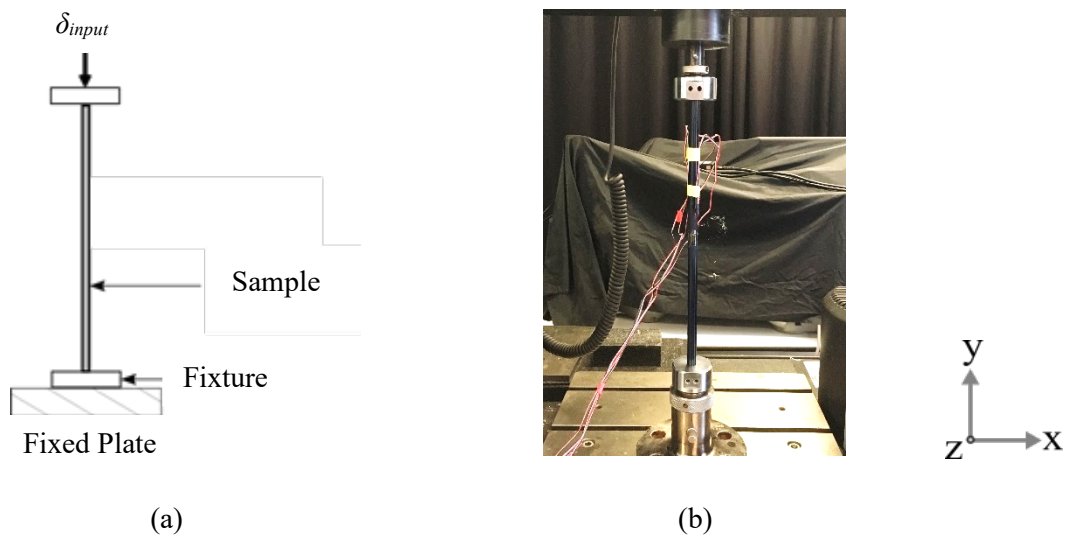 δinput
Sample
Fixture
Fixed Plate
y
z x
(a)
(b)